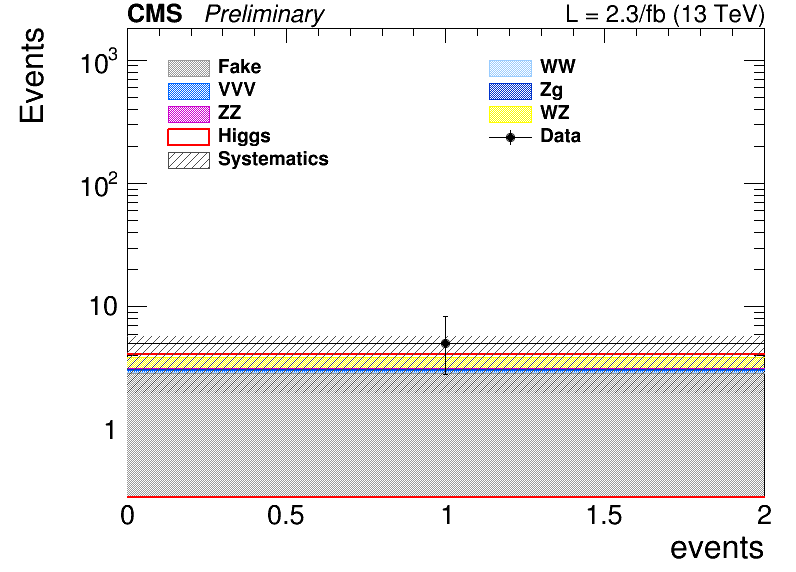 CMS Preliminary L = 2.3/fb (13 TeV)
Events
10³
10²
10
1
Fake
VVV
ZZ
Higgs
Systematics
WW
Zg
WZ
Data
0 0.5 1 1.5 2
events